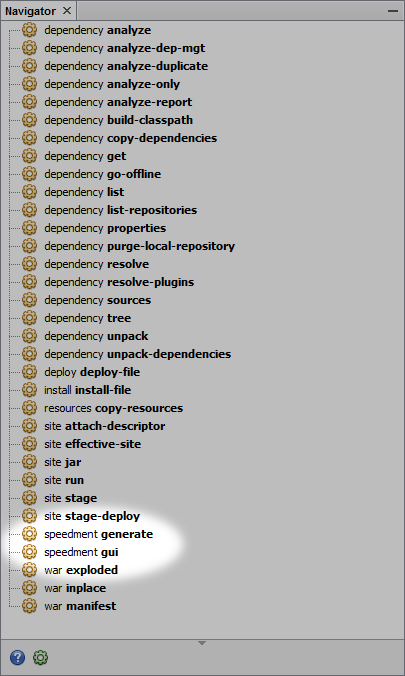 Navigator
dependency analyze
dependency analyze-dep-mgt
dependency analyze-duplicate
dependency analyze-only
dependency analyze-report
dependency build-classpath
dependency copy-dependencies
dependency get
dependency go-offline
dependency list
dependency list-repositories
dependency properties
dependency purge-local-repository
dependency resolve
dependency resolve-plugins
dependency sources
dependency tree
dependency unpack
dependency unpack-dependencies
deploy deploy-file
install install-file
resources copy-resources
site attach-descriptor
site effective-site
site jar
site run
site stage
site stage-deploy
speedment generate
speedment gui
war exploded
war inplace
war manifest